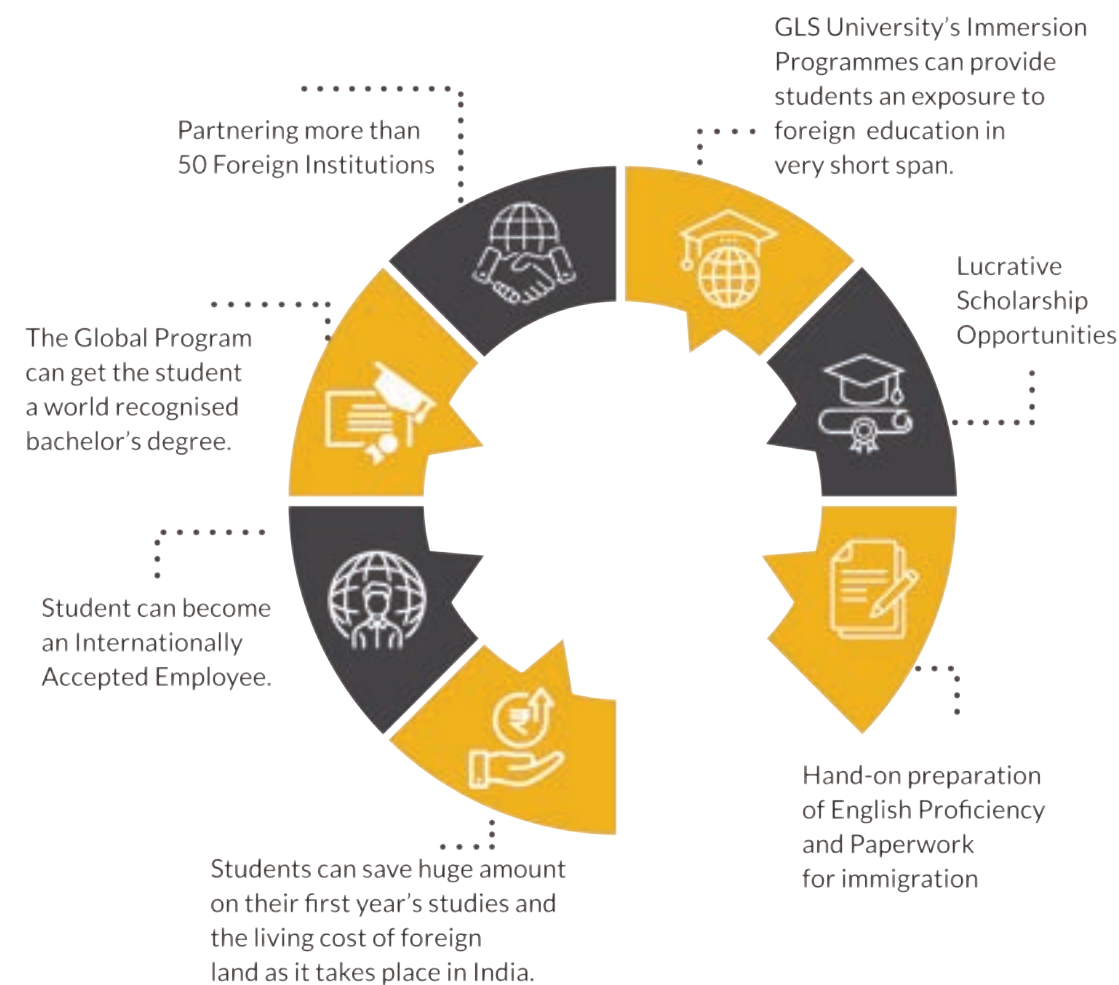 GLS University’s Immersion
Programmes can provide
students an exposure to
foreign education in
very short span.
Partnering more than
50 Foreign Institutions
Lucrative
Scholarship
Opportunities
The Global Program
can get the student
a world recognised
bachelor’s degree.
Student can become
an Internationally
Accepted Employee.
Hand-on preparation
of English Proficiency
and Paperwork
for immigration
Students can save huge amount
on their first year’s studies and
the living cost of foreign
land as it takes place in India.